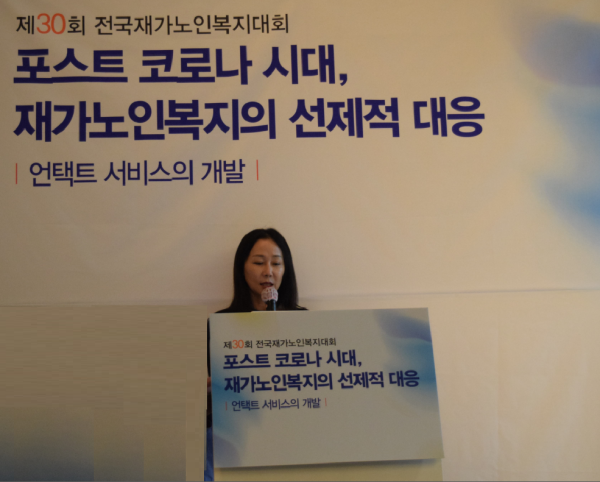 제30회 전국재가노인복지대회
포스트 코로나 시대,
재가노인복지의 선제적 대응
| 언택트 서비스의 개발 |
제30회 전국재가노인복지대회
포스트 코로나 시대,
재가노인복지의 선제적 대응
| 언택트 서비스의 개발 |